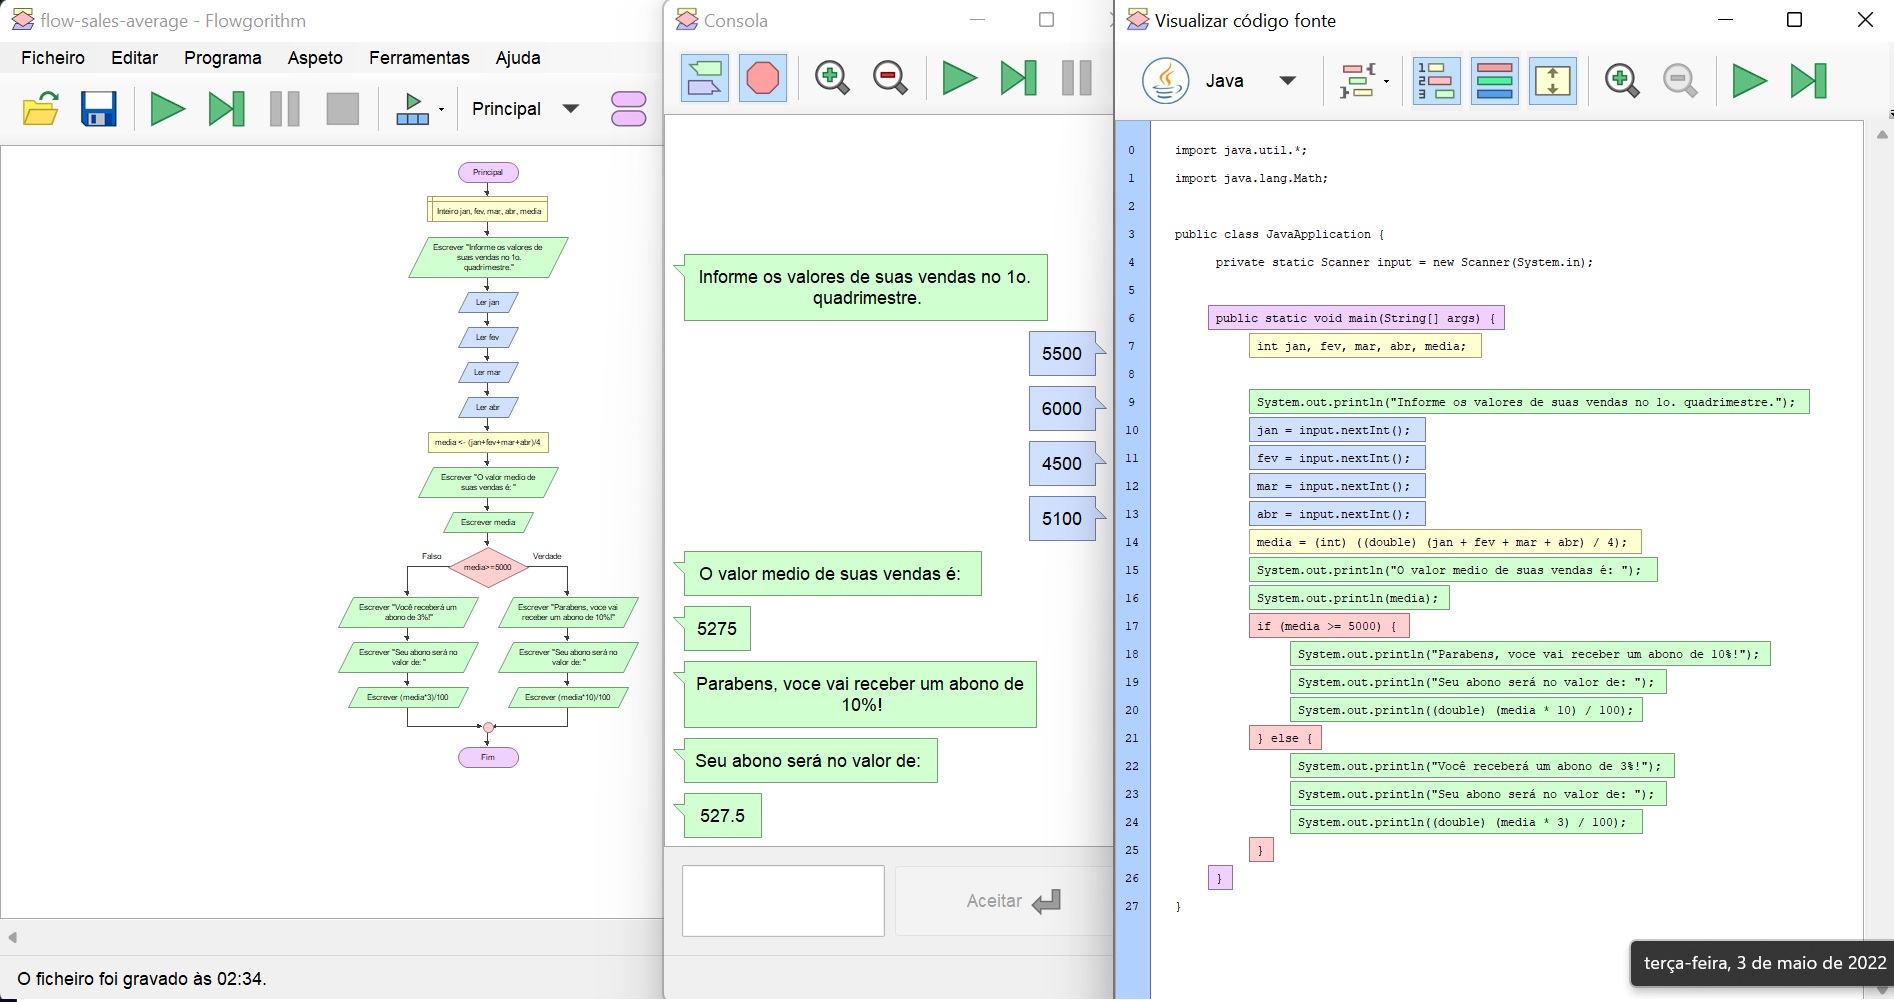 flow-sales-average - Flowgorithm
Ficheiro Editar Programa Aspeto Ferramentas Ajuda
Principal
Principal
Inteiro jan, fev, mar, abr, media
Escrever "Informe os valores de
suas vendas no 1o.
quadrimestre."
Ler jan
Ler fev
Ler mar
Ler abr
media <- (jan+fev+mar+abr)/4
Escrever "O valor medio de
suas vendas é: "
Escrever media
Falso Verdade
media>=5000
Escrever "Você receberá um
abono de 3%!"
Escrever "Seu abono será no
valor de: "
Escrever (media*3)/100
Escrever "Parabens, voce vai
receber um abono de 10%!"
Escrever "Seu abono será no
valor de: "
Escrever (media*10)/100
Fim
O ficheiro foi gravado às 02:34.
Consola
Informe os valores de suas vendas no 1o.
quadrimestre.
5500
6000
4500
5100
O valor medio de suas vendas é:
5275
Parabens, voce vai receber um abono de
10%!
Seu abono será no valor de:
527.5
Aceitar
Visualizar código fonte
Java
0 import java.util.*;
1 import java.lang.Math;
2
3 public class JavaApplication {
4 private static Scanner input = new Scanner(System.in);
5
6 public static void main(String[] args) {
7 int jan, fev, mar, abr, media;
8
9 System.out.println("Informe os valores de suas vendas no 1o. quadrimestre.");
10 jan = input.nextInt();
11 fev = input.nextInt();
12 mar = input.nextInt();
13 abr = input.nextInt();
14 media = (int) ((double) (jan + fev + mar + abr) / 4);
15 System.out.println("O valor medio de suas vendas é: ");
16 System.out.println(media);
17 if (media >= 5000) {
18 System.out.println("Parabens, voce vai receber um abono de 10%!");
19 System.out.println("Seu abono será no valor de: ");
20 System.out.println((double) (media * 10) / 100);
21 } else {
22 System.out.println("Você receberá um abono de 3%!");
23 System.out.println("Seu abono será no valor de: ");
24 System.out.println((double) (media * 3) / 100);
25 }
26 }
27 }
terça-feira, 3 de maio de 2022